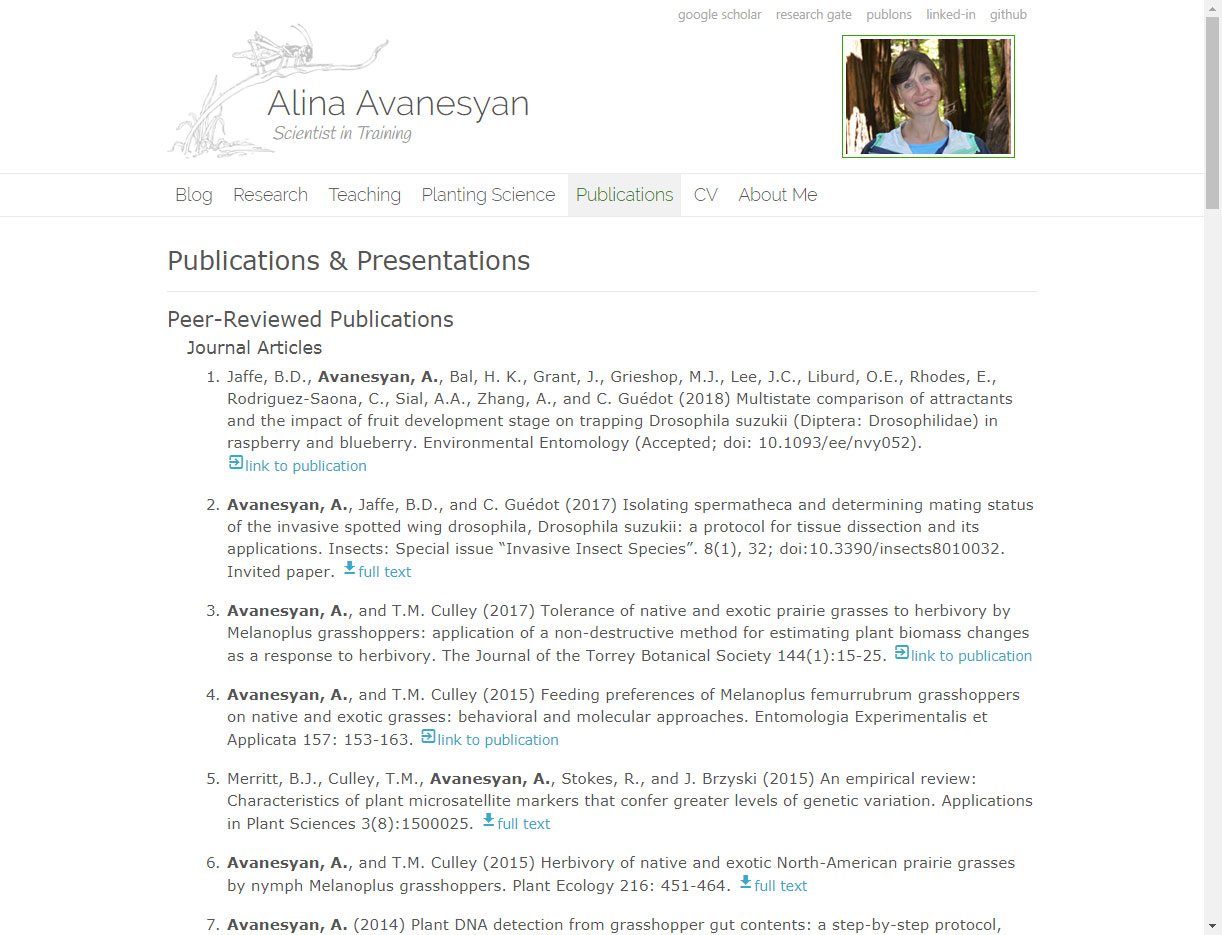 google scholar research gate publons linked-in github
Alina Avanesyan
Scientist in Training
Blog Research Teaching Planting Science Publications CV About Me
Publications & Presentations
Peer-Reviewed Publications
Journal Articles
1. Jaffe, B.D., Avanesyan, A., Bal, H. K., Grant, J., Grieshop, M.J., Lee, J.C., Liburd, O.E., Rhodes, E.,
Rodriguez-Saona, C., Sial, A.A., Zhang, A., and C. Guédot (2018) Multistate comparison of attractants
and the impact of fruit development stage on trapping Drosophila suzukii (Diptera: Drosophilidae) in
raspberry and blueberry. Environmental Entomology (Accepted; doi: 10.1093/ee/nvy052).
link to publication
2. Avanesyan, A., Jaffe, B.D., and C. Guédot (2017) Isolating spermatheca and determining mating status
of the invasive spotted wing drosophila, Drosophila suzukii: a protocol for tissue dissection and its
applications. Insects: Special issue “Invasive Insect Species”. 8(1), 32; doi:10.3390/insects8010032.
Invited paper. full text
3. Avanesyan, A., and T.M. Culley (2017) Tolerance of native and exotic prairie grasses to herbivory by
Melanoplus grasshoppers: application of a non-destructive method for estimating plant biomass changes
as a response to herbivory. The Journal of the Torrey Botanical Society 144(1):15-25. link to publication
4. Avanesyan, A., and T.M. Culley (2015) Feeding preferences of Melanoplus femurrubrum grasshoppers
on native and exotic grasses: behavioral and molecular approaches. Entomologia Experimentalis et
Applicata 157: 153-163. link to publication
5. Merritt, B.J., Culley, T.M., Avanesyan, A., Stokes, R., and J. Brzyski (2015) An empirical review:
Characteristics of plant microsatellite markers that confer greater levels of genetic variation. Applications
in Plant Sciences 3(8):1500025. full text
6. Avanesyan, A., and T.M. Culley (2015) Herbivory of native and exotic North-American prairie grasses
by nymph Melanoplus grasshoppers. Plant Ecology 216: 451-464. full text
7. Avanesyan, A. (2014) Plant DNA detection from grasshopper gut contents: a step-by-step protocol,